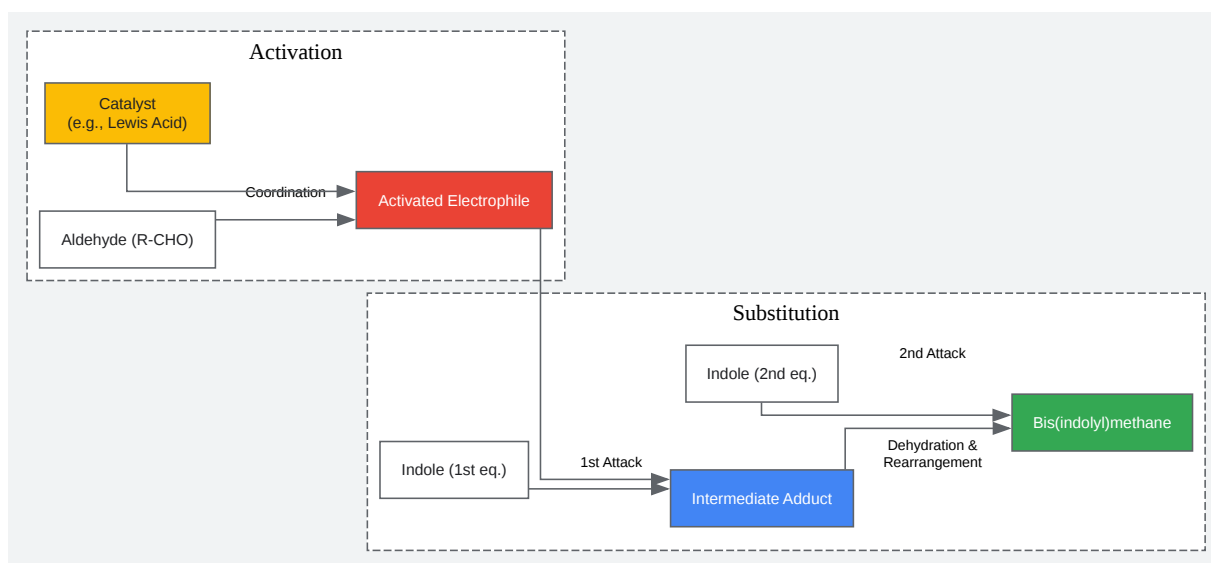 Activation
Catalyst
(e.g., Lewis Acid)
Coordination
Activated Electrophile
Aldehyde (R-CHO)
Substitution
Indole (2nd eq.)
2nd Attack
Bis(indolyl)methane
Dehydration &
Rearrangement
Indole (1st eq.)
1st Attack
Intermediate Adduct